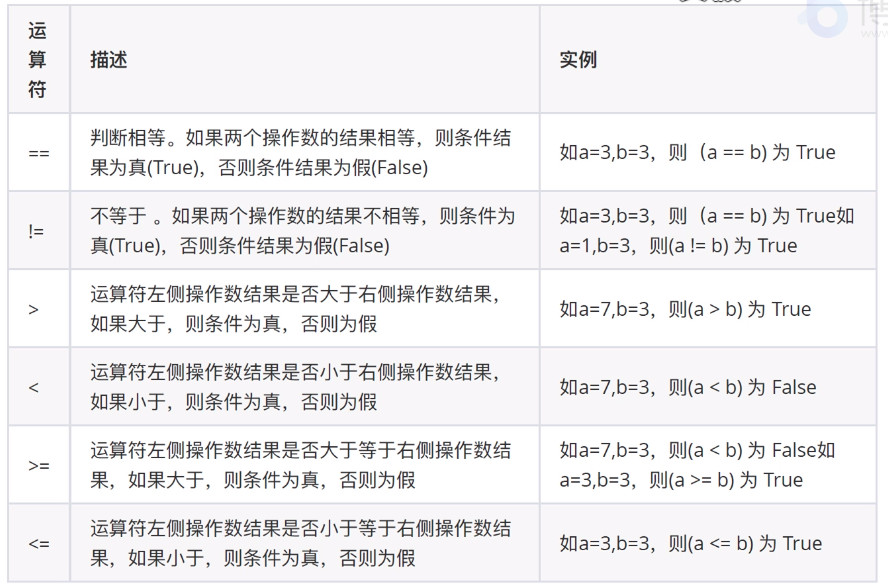 运
算
符
描述
实例
==
判断相等。如果两个操作数的结果相等，则条件结
果为真(True)，否则条件结果为假(False)
如a=3,b=3，则（a == b) 为 True
!=
不等于 。如果两个操作数的结果不相等，则条件为
真(True)，否则条件结果为假(False)
如a=3,b=3，则（a == b) 为 True如
a=1,b=3，则(a != b) 为 True
>
运算符左侧操作数结果是否大于右侧操作数结果，
如果大于，则条件为真，否则为假
如a=7,b=3，则(a > b) 为 True
<
运算符左侧操作数结果是否小于右侧操作数结果，
如果小于，则条件为真，否则为假
如a=7,b=3，则(a < b) 为 False
>=
运算符左侧操作数结果是否大于等于右侧操作数结
果，如果大于，则条件为真，否则为假
如a=7,b=3，则(a < b) 为 False如
a=3,b=3，则(a >= b) 为 True
<=
运算符左侧操作数结果是否小于等于右侧操作数结
果，如果小于，则条件为真，否则为假
如a=3,b=3，则(a <= b) 为 True